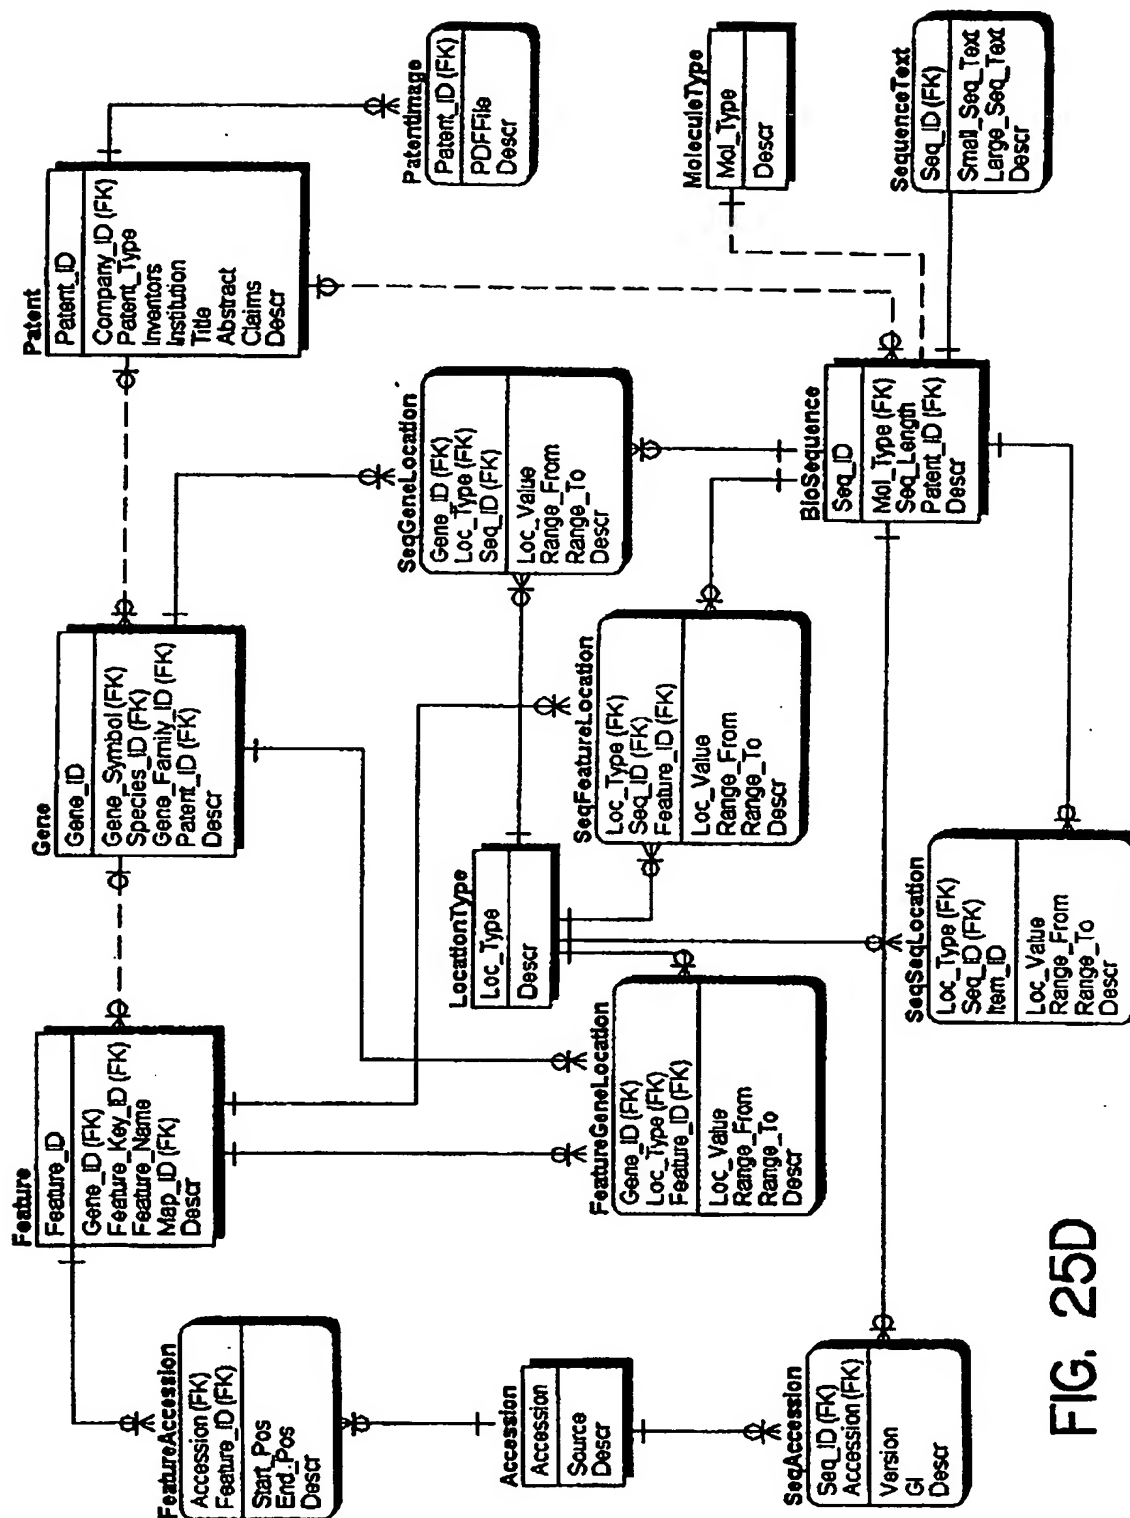 Feature
Feature_ID
Gene_ID (FK)
Feature_Key_ID (FK)
Feature_Name
Map_ID (FK)
Descr
Gene
Gene_ID
Gene_Symbol (FK)
Species_ID (FK)
Gene_Family_ID (FK)
Patent_ID (FK)
Descr
Patent
Patent_ID
Company_ID (FK)
Patent_Type
Inventors
Institution
Title
Abstract
Claims
Descr
FeatureAccession
Accession (FK)
Feature_ID (FK)
Start_Pos
End_Pos
Descr
PatentImage
Patent_ID (FK)
PDFFile
Descr
SeqGeneLocation
Gene_ID (FK)
Loc_Type (FK)
Seq_ID (FK)
Loc_Value
Range_From
Range_To
Descr
LocationType
Loc_Type
Descr
Accession
Accession
Source
Descr
FeatureGeneLocation
Gene_ID (FK)
Loc_Type (FK)
Feature_ID (FK)
Loc_Value
Range_From
Range_To
Descr
SeqFeatureLocation
Loc_Type (FK)
Seq_ID (FK)
Feature_ID (FK)
Loc_Value
Range_From
Range_To
Descr
MoleculeType
Mol_Type
Descr
SeqAccession
Seq_ID (FK)
Accession (FK)
Version
GI
Descr
BioSequence
Seq_ID
Mol_Type (FK)
Seq_Length
Patent_ID (FK)
Descr
SequenceText
Seq_ID (FK)
Small_Seq_Text
Large_Seq_Text
Descr
SeqSeqLocation
Loc_Type (FK)
Seq_ID (FK)
Item_ID
Loc_Value
Range_From
Range_To
Descr
FIG. 25D